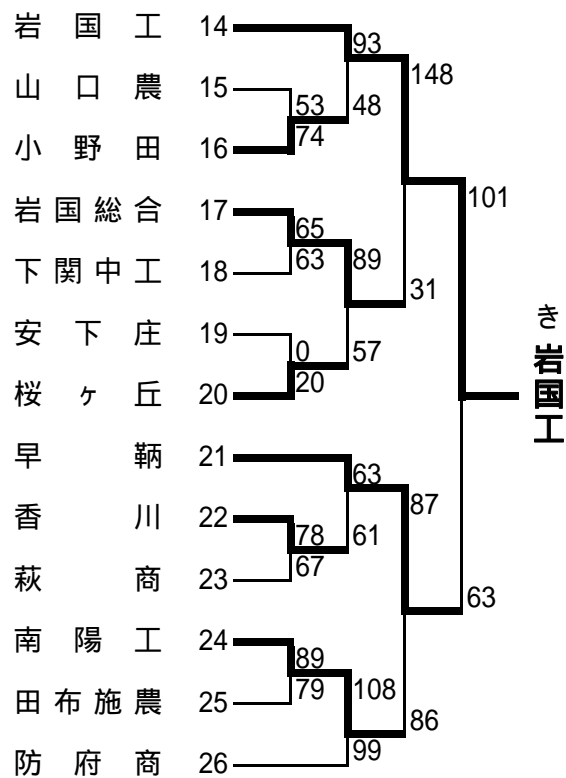 岩国工 14
山口農 15
小野田 16
岩国総合 17
下関中工 18
安下庄 19
桜ヶ丘 20
早鞆 21
香川 22
萩商 23
南陽工 24
田布施農 25
防府商 26
53
74
65
63
0
20
78
67
89
79
93
48
89
57
63
61
108
99
148
31
87
86
101
63
き 岩国工